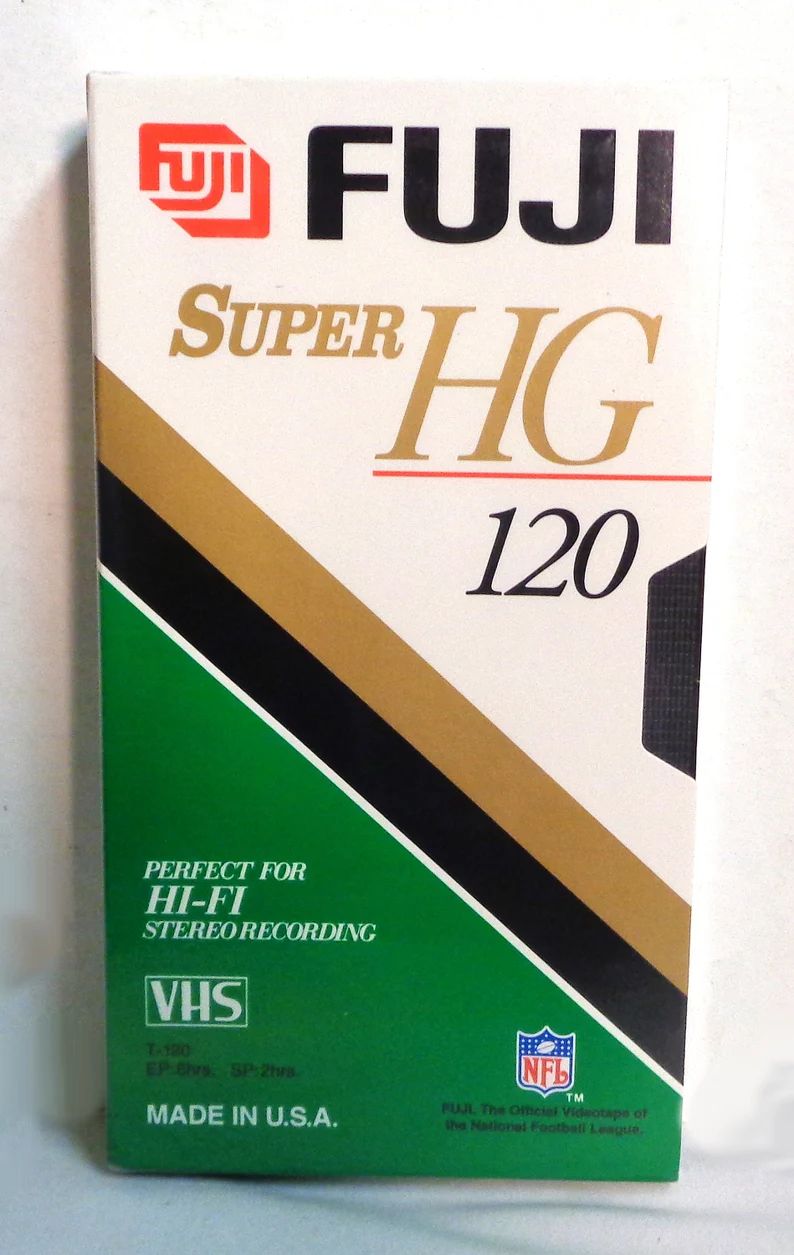 FUJI FUJI
SUPER HG
120
PERFECT FOR
HI-FI
STEREO RECORDING
VHS
T-120
EP:6hrs. SP:2hrs.
MADE IN U.S.A.
NFL
TM
FUJI. The Official Videotape of
the National Football League.